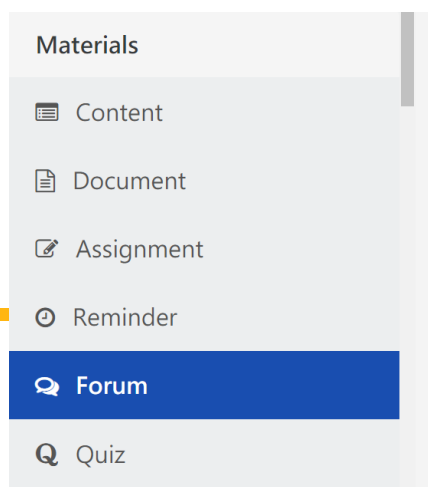 Materials
Content
Document
Assignment
Reminder
Forum
Q Quiz